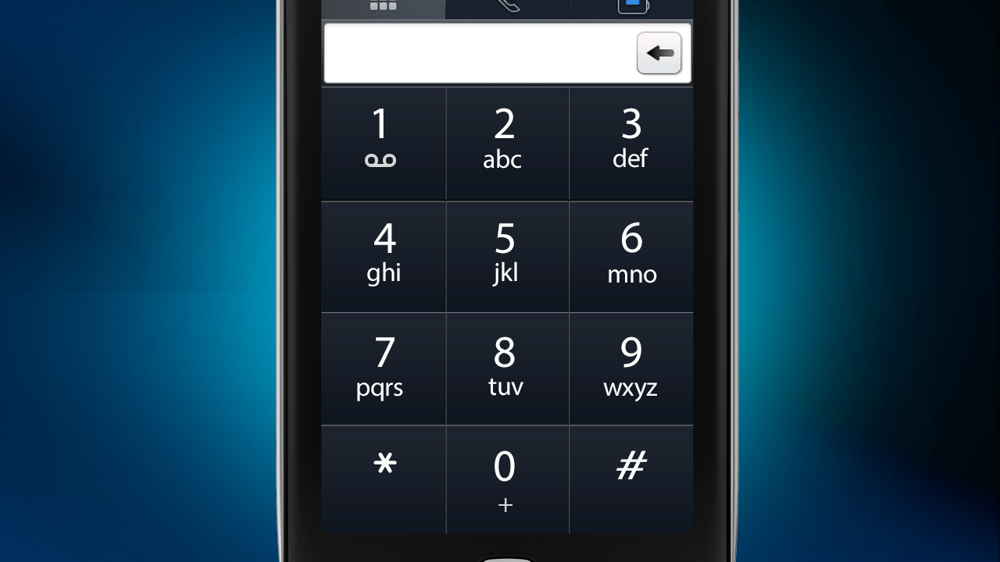 1 2 3
abc def
4 5 6
ghi jkl mno
7 8 9
pqrs tuv wxyz
* 0 #
+